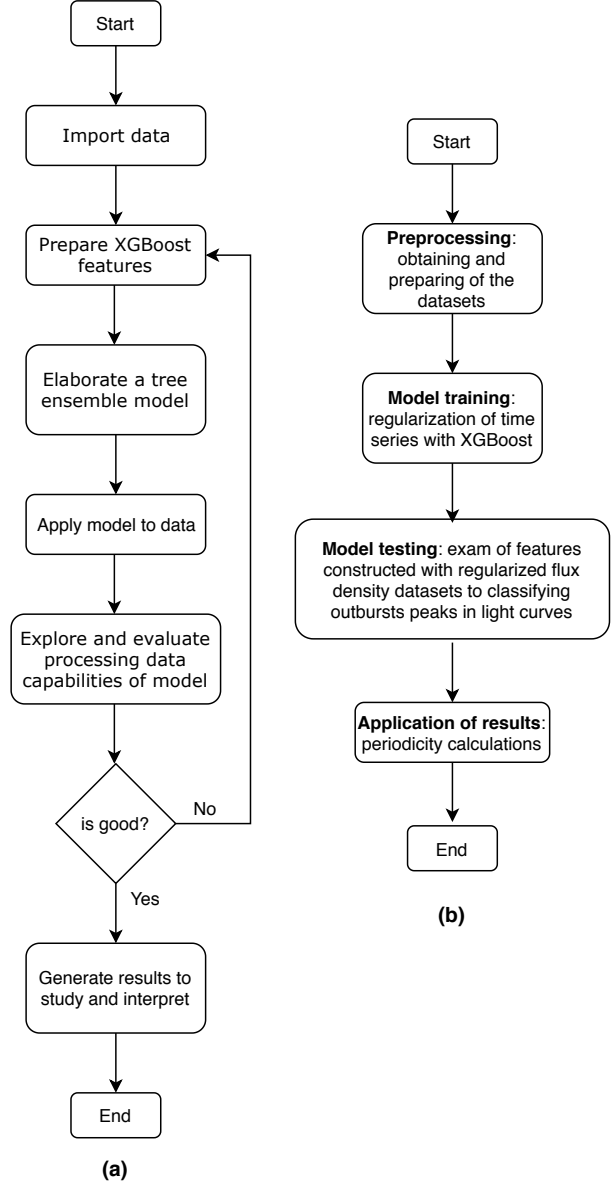 Start
Import data
Prepare XGBoost
features
Elaborate a tree
ensemble model
Apply model to data
Explore and evaluate
processing data
capabilities of model
is good?
No
Yes
Generate results to
study and interpret
End
(a)
Start
Preprocessing:
obtaining and
preparing of the
datasets
Model training:
regularization of time
series with XGBoost
Model testing: exam of features
constructed with regularized flux
density datasets to classifying
outbursts peaks in light curves
Application of results:
periodicity calculations
End
(b)